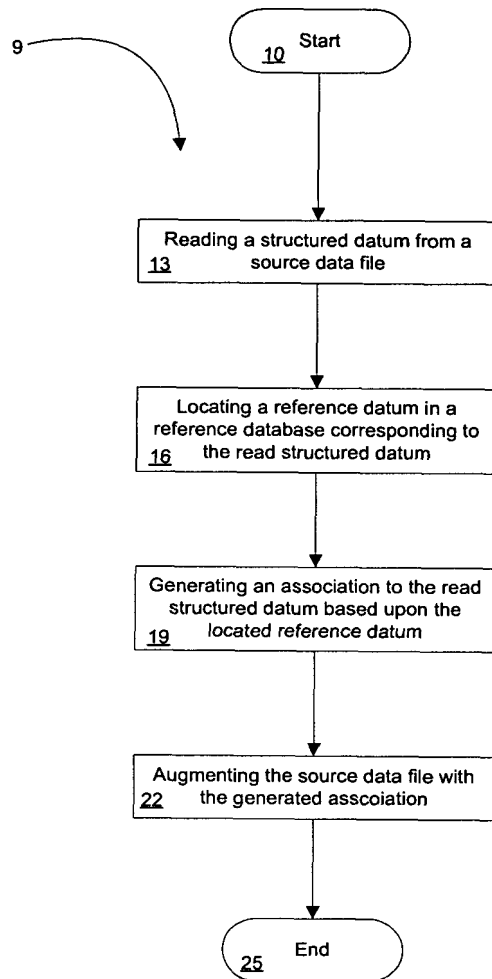 9
Start
10
Reading a structured datum from a
source data file
13
Locating a reference datum in a
reference database corresponding to
the read structured datum
16
Generating an association to the read
structured datum based upon the
located reference datum
19
Augmenting the source data file with
the generated asscoiation
22
End
25